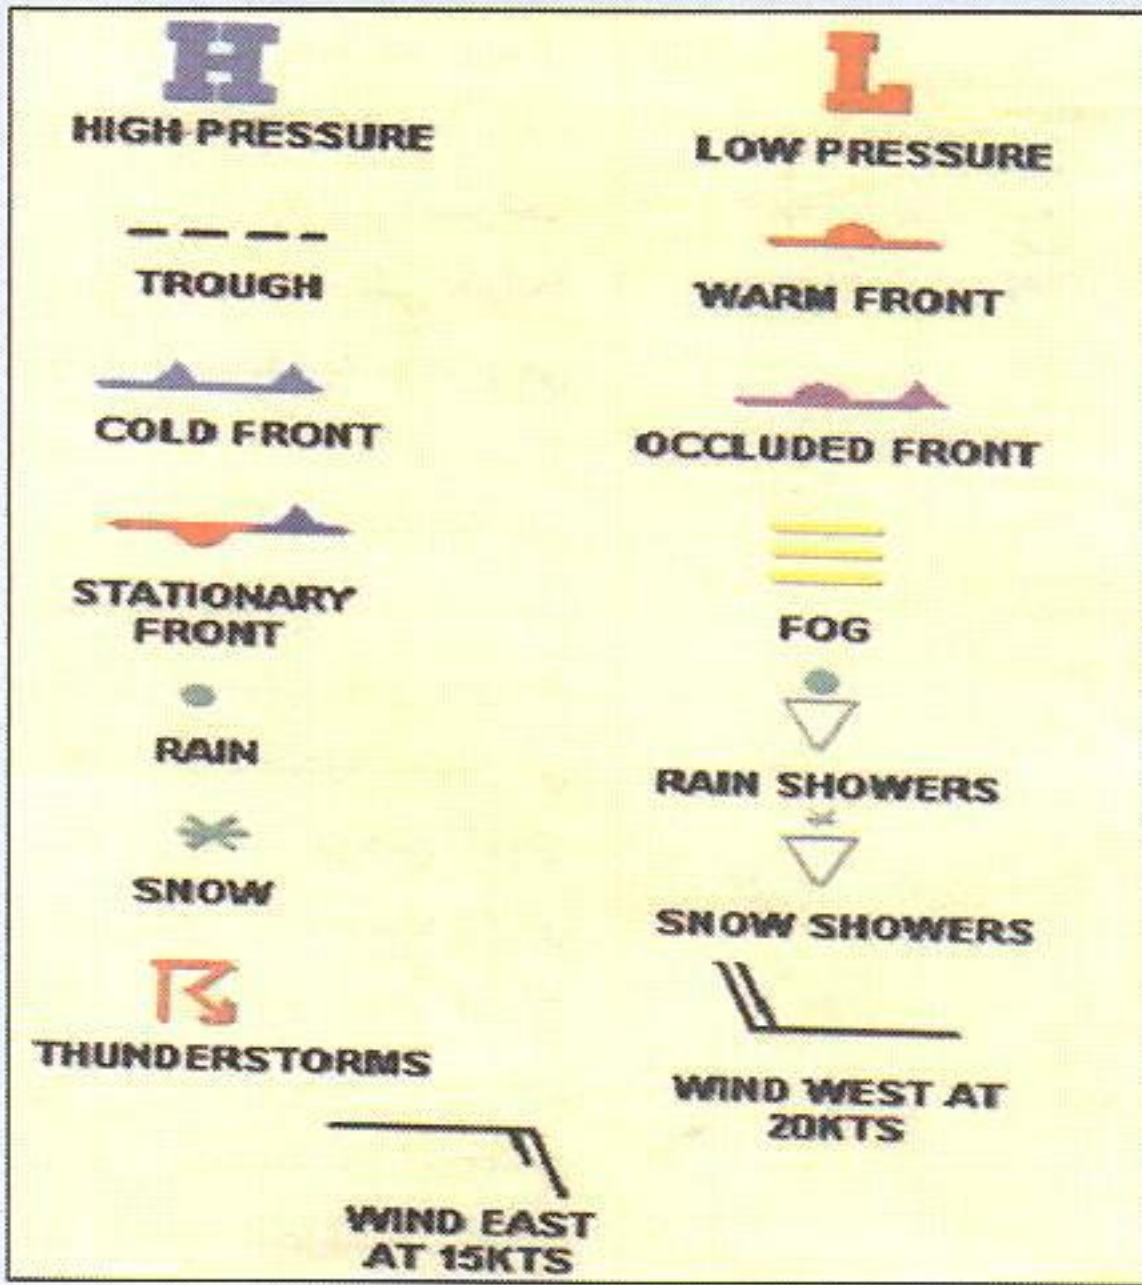 H
HIGH PRESSURE
L
LOW PRESSURE
TROUGH
WARM FRONT
COLD FRONT
OCCLUDED FRONT
STATIONARY
FRONT
FOG
RAIN
RAIN SHOWERS
SNOW
SNOW SHOWERS
THUNDERSTORMS
WIND WEST AT
20KTS
WIND EAST
AT 15KTS